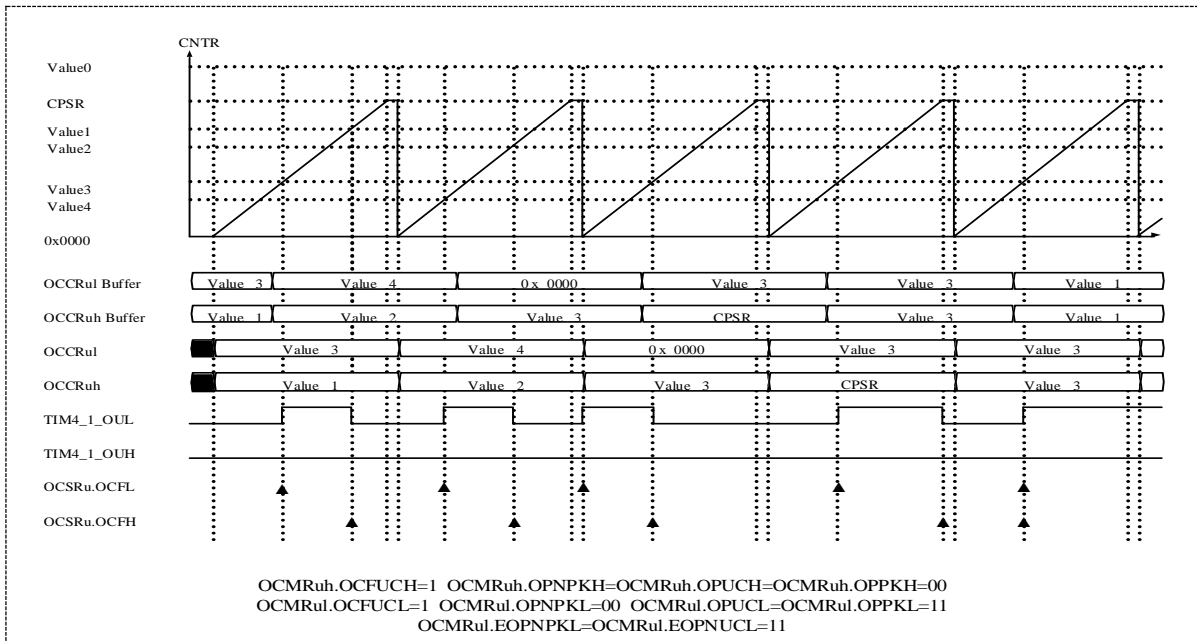 CNTR
Value0
CPSR
Value1
Value2
Value3
Value4
0x0000
OCCRul Buffer Value 3 Value 4 0 x 0000 Value 3 Value 3 Value 1
OCCRuh Buffer Value 1 Value 2 Value 3 CPSR Value 3 Value 1
OCCRul Value 3 Value 4 0 x 0000 Value 3 Value 3
OCCRuh Value 1 Value 2 Value 3 CPSR Value 3
TIM4_1_OUL
TIM4_1_OUH
OCSRu.OCFL
OCSRu.OCFH
OCMRuh.OCFUCH=1 OCMRuh.OPNPKH=OCMRuh.OPUCH=OCMRuh.OPPKH=00
OCMRul.OCFUCL=1 OCMRul.OPNPKL=00 OCMRul.OPUCL=OCMRul.OPPKL=11
OCMRul.EOPNPKL=OCMRul.EOPNUCL=11